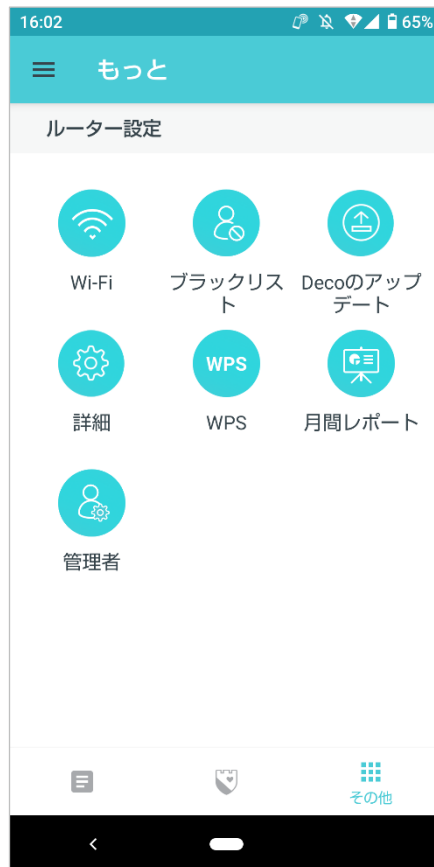 16:02
65%
もっと
ルーター設定
Wi-Fi
ブラックリス
ト
Decoのアップ
デート
WPS
詳細
WPS
月間レポート
管理者
その他